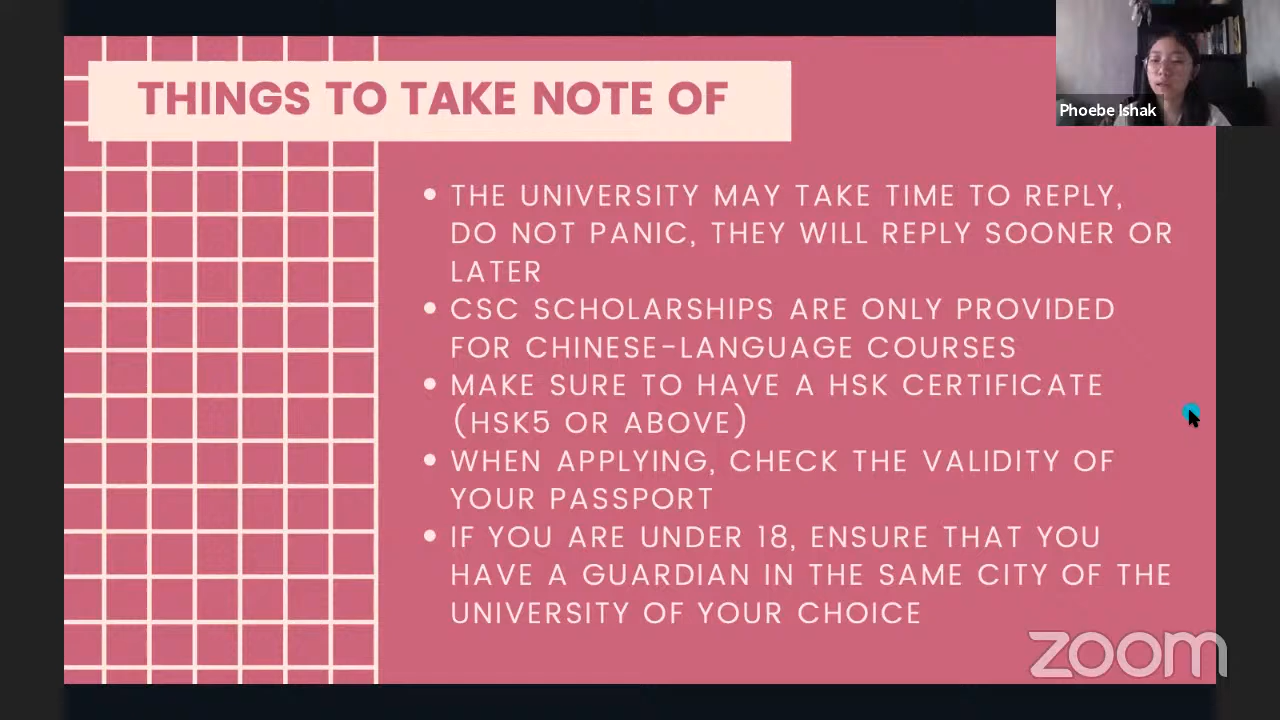 THINGS TO TAKE NOTE OF
Phoebe Ishak
• THE UNIVERSITY MAY TAKE TIME TO REPLY,
DO NOT PANIC, THEY WILL REPLY SOONER OR
LATER
• CSC SCHOLARSHIPS ARE ONLY PROVIDED
FOR CHINESE-LANGUAGE COURSES
• MAKE SURE TO HAVE A HSK CERTIFICATE
(HSK5 OR ABOVE)
• WHEN APPLYING, CHECK THE VALIDITY OF
YOUR PASSPORT
• IF YOU ARE UNDER 18, ENSURE THAT YOU
HAVE A GUARDIAN IN THE SAME CITY OF THE
UNIVERSITY OF YOUR CHOICE
zoom